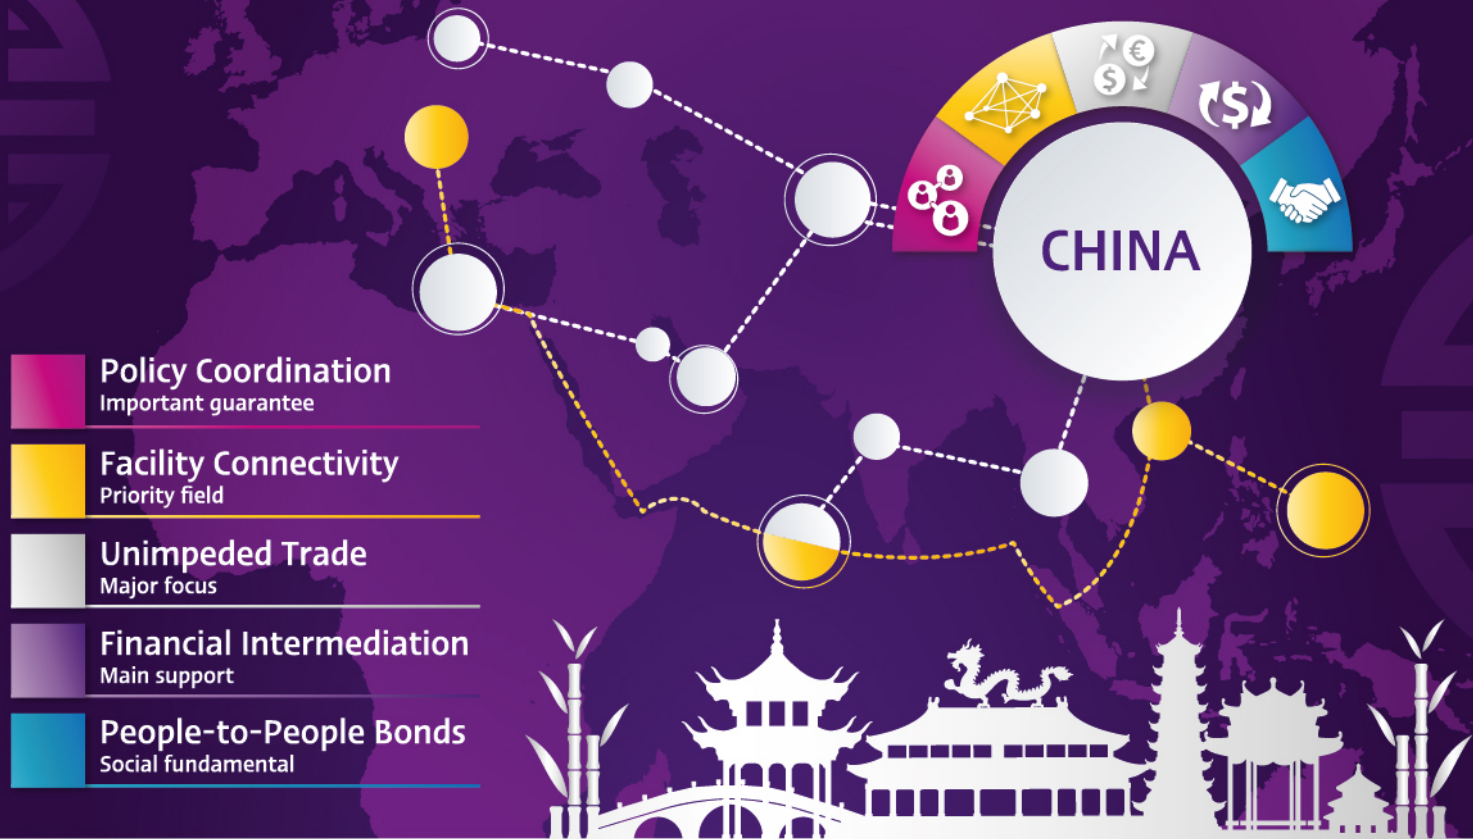 CHINA
Policy Coordination
Important guarantee
Facility Connectivity
Priority field
Unimpeded Trade
Major focus
Financial Intermediation
Main support
People-to-People Bonds
Social fundamental